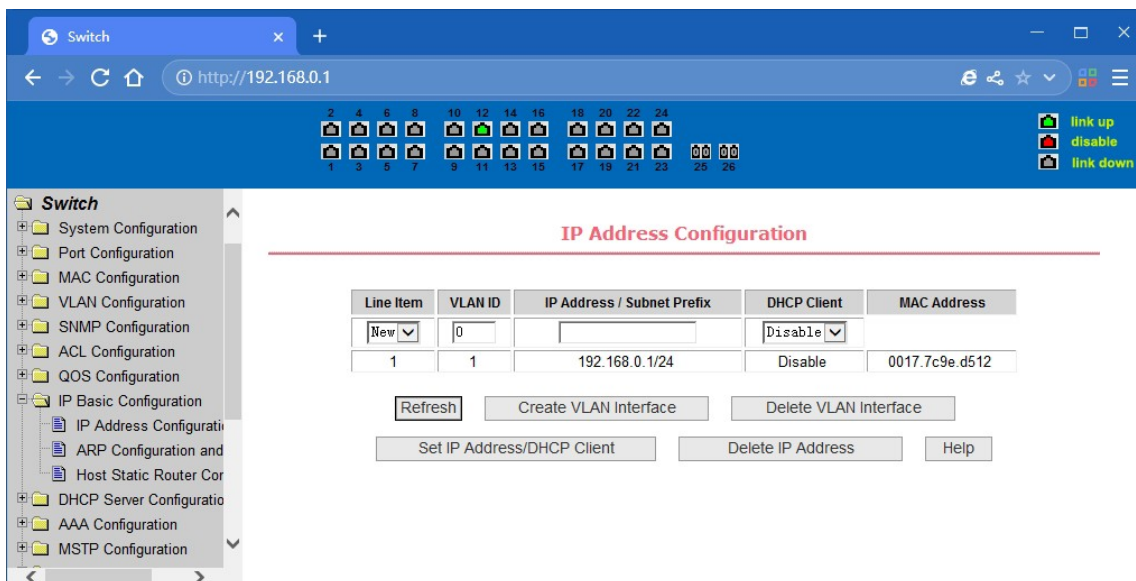 Switch
http://192.168.0.1
2 4 6 8 10 12 14 16 18 20 22 24
1 3 5 7 9 11 13 15 17 19 21 23 25 26
link up
disable
link down
Switch
System Configuration
Port Configuration
MAC Configuration
VLAN Configuration
SNMP Configuration
ACL Configuration
QOS Configuration
IP Basic Configuration
IP Address Configuratio
ARP Configuration and
Host Static Router Cor
DHCP Server Configuratio
AAA Configuration
MSTP Configuration
IP Address Configuration
Line Item VLAN ID IP Address / Subnet Prefix DHCP Client MAC Address
New 0 Disable
1 1 192.168.0.1/24 Disable 0017.7c9e.d512
Refresh Create VLAN Interface Delete VLAN Interface
Set IP Address/DHCP Client Delete IP Address Help